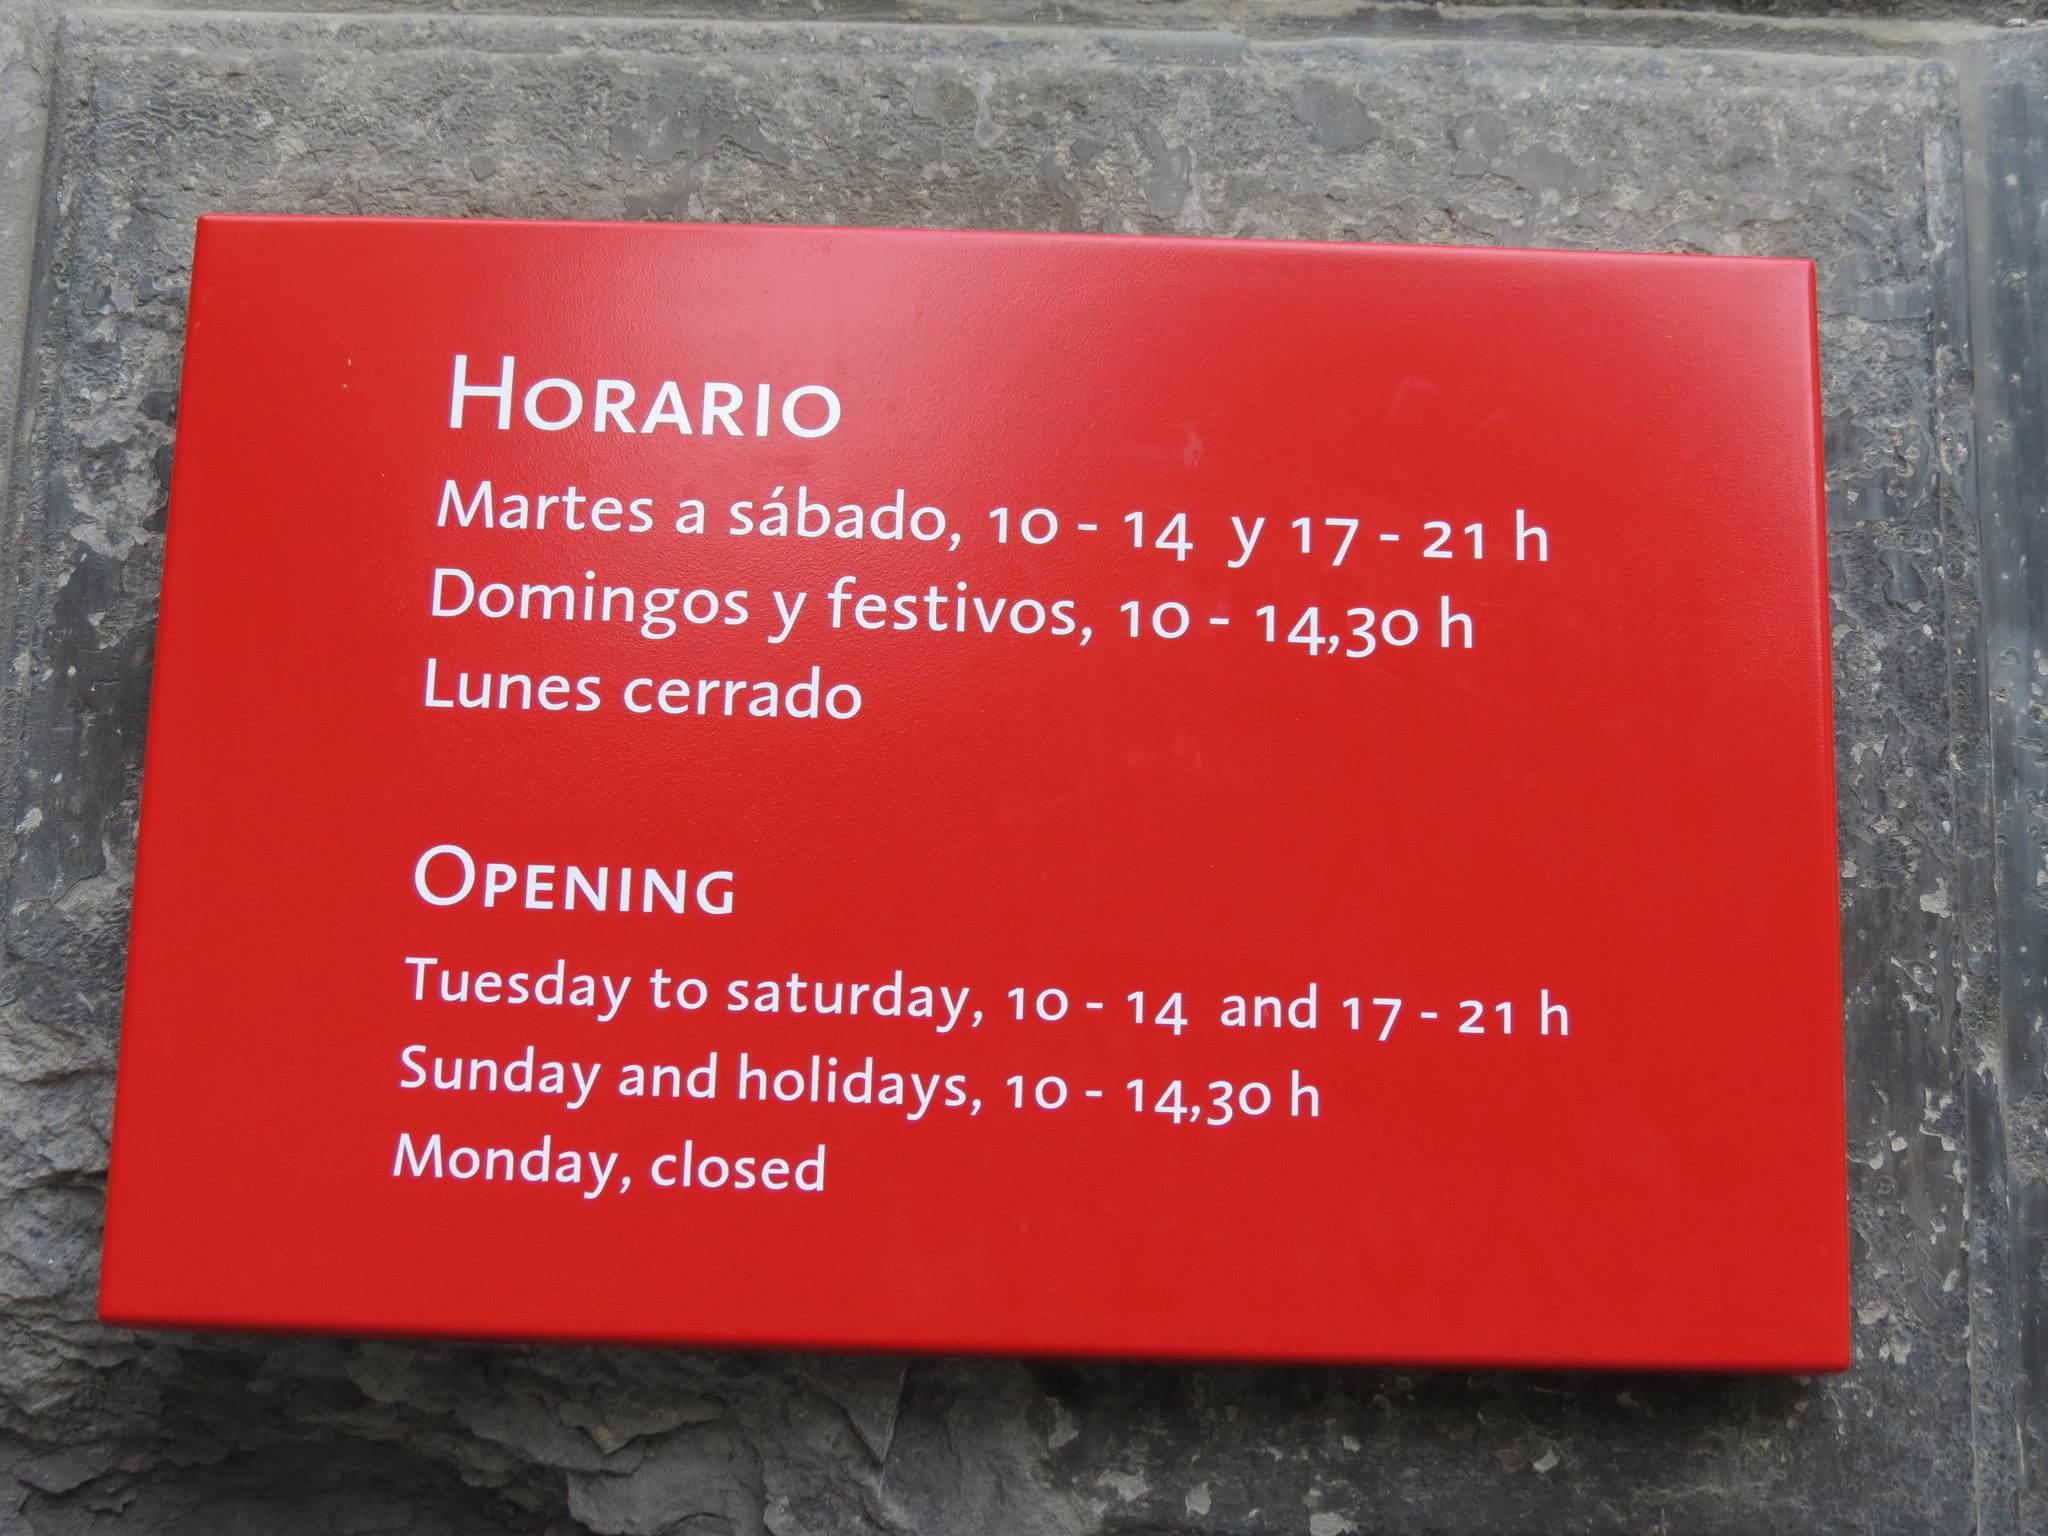 Horario
Martes a sábado, 10 - 14 y 17 - 21 h
Domingos y festivos, 10 - 14,30 h
Lunes cerrado
Opening
Tuesday to saturday, 10 - 14 and 17 - 21 h
Sunday and holidays, 10 - 14,30 h
Monday, closed